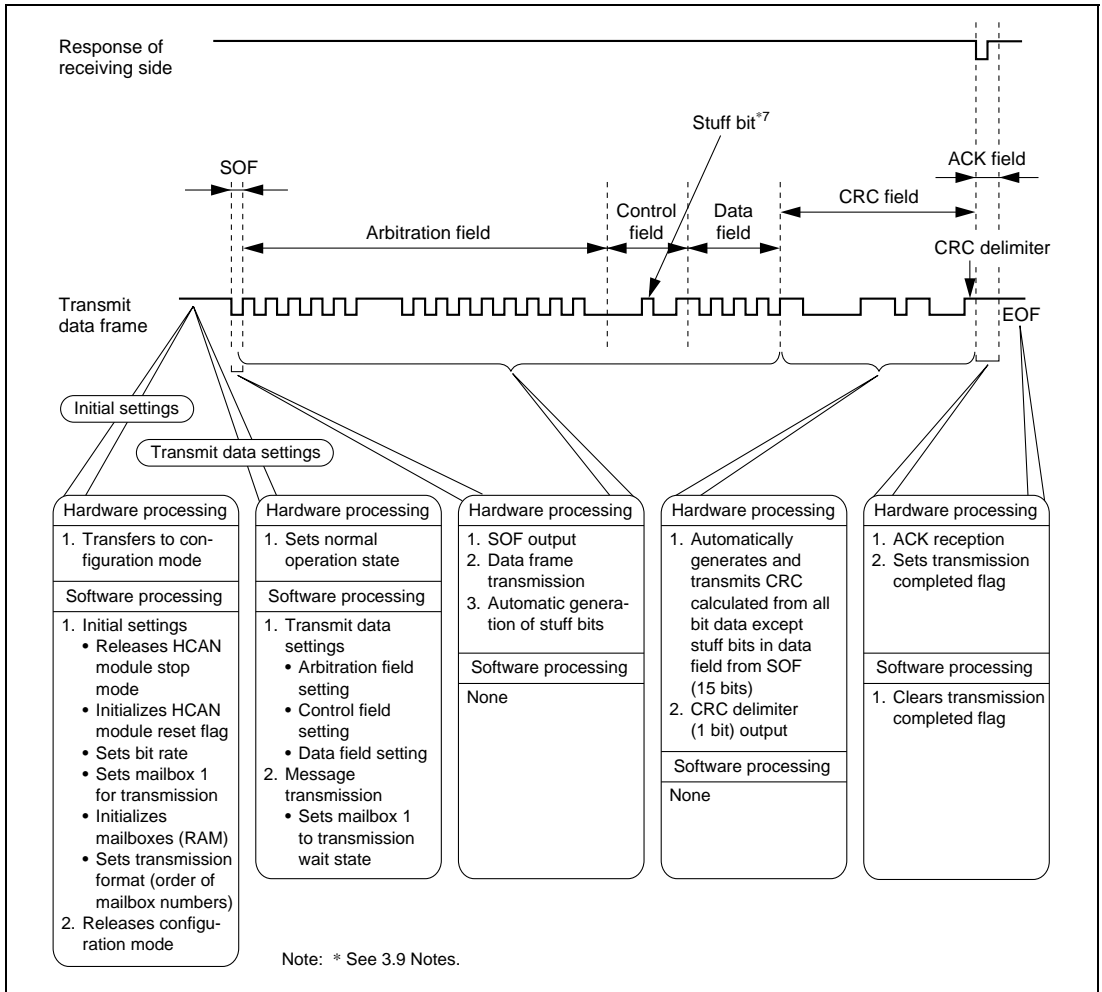 Response of
receiving side
Stuff bit*7
SOF
ACK field
CRC field
Control
field
Data
field
Arbitration field
CRC delimiter
Transmit
data frame
EOF
Initial settings
Transmit data settings
Hardware processing
1. Transfers to con-
figuration mode
Software processing
1. Initial settings
• Releases HCAN
module stop
mode
• Initializes HCAN
module reset flag
• Sets bit rate
• Sets mailbox 1
for transmission
• Initializes
mailboxes (RAM)
• Sets transmission
format (order of
mailbox numbers)
2. Releases configu-
ration mode
Hardware processing
1. Sets normal
operation state
Software processing
1. Transmit data
settings
• Arbitration field
setting
• Control field
setting
• Data field setting
2. Message
transmission
• Sets mailbox 1
to transmission
wait state
Hardware processing
1. SOF output
2. Data frame
transmission
3. Automatic genera-
tion of stuff bits
Software processing
None
Hardware processing
1. Automatically
generates and
transmits CRC
calculated from all
bit data except
stuff bits in data
field from SOF
(15 bits)
2. CRC delimiter
(1 bit) output
Software processing
None
Hardware processing
1. ACK reception
2. Sets transmission
completed flag
Software processing
1. Clears transmission
completed flag
Note: * See 3.9 Notes.